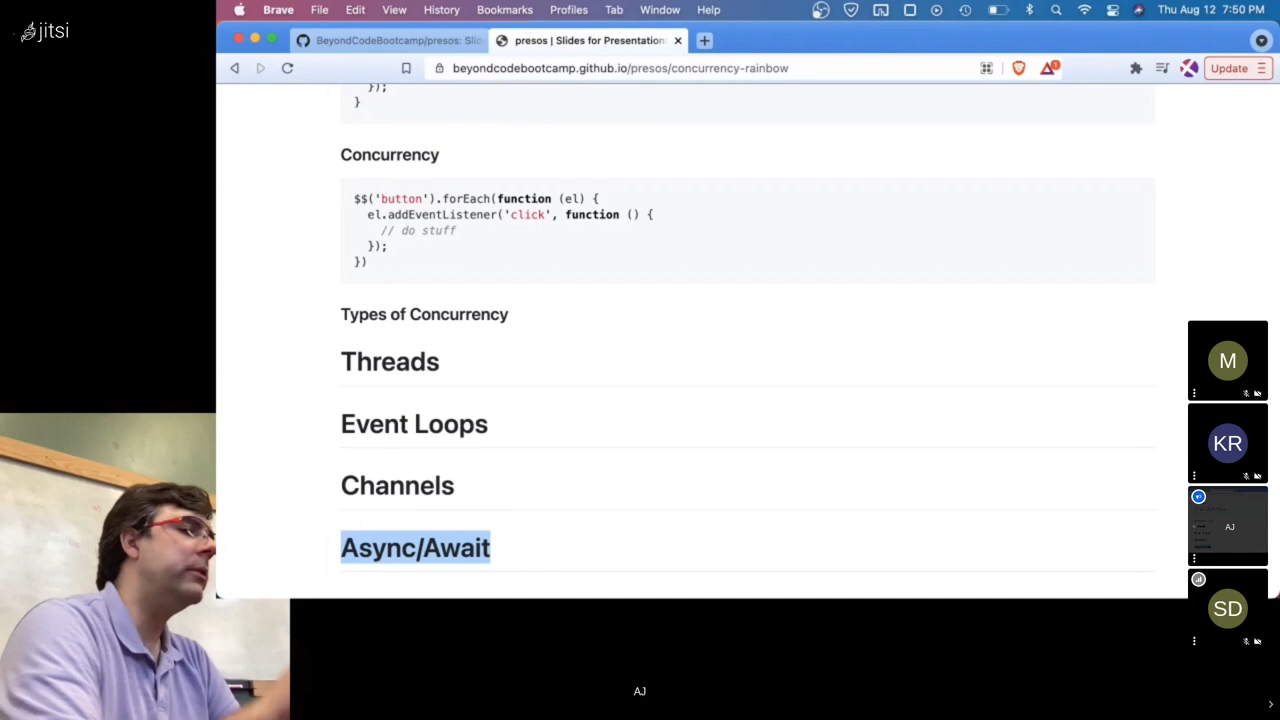 jitsi
Brave File Edit View History Bookmarks Profiles Tab Window Help Thu Aug 12 7:50 PM
BeyondCodeBootcamp/presos: Slid
presos | Slides for Presentation
beyondcodebootcamp.github.io/presos/concurrency-rainbow
1
Update
});
}
Concurrency
$$('button').forEach(function (el) {
el.addEventListener('click', function () {
// do stuff
});
})
Types of Concurrency
Threads
Event Loops
Channels
Async/Await
M
KR
AJ
SD
AJ